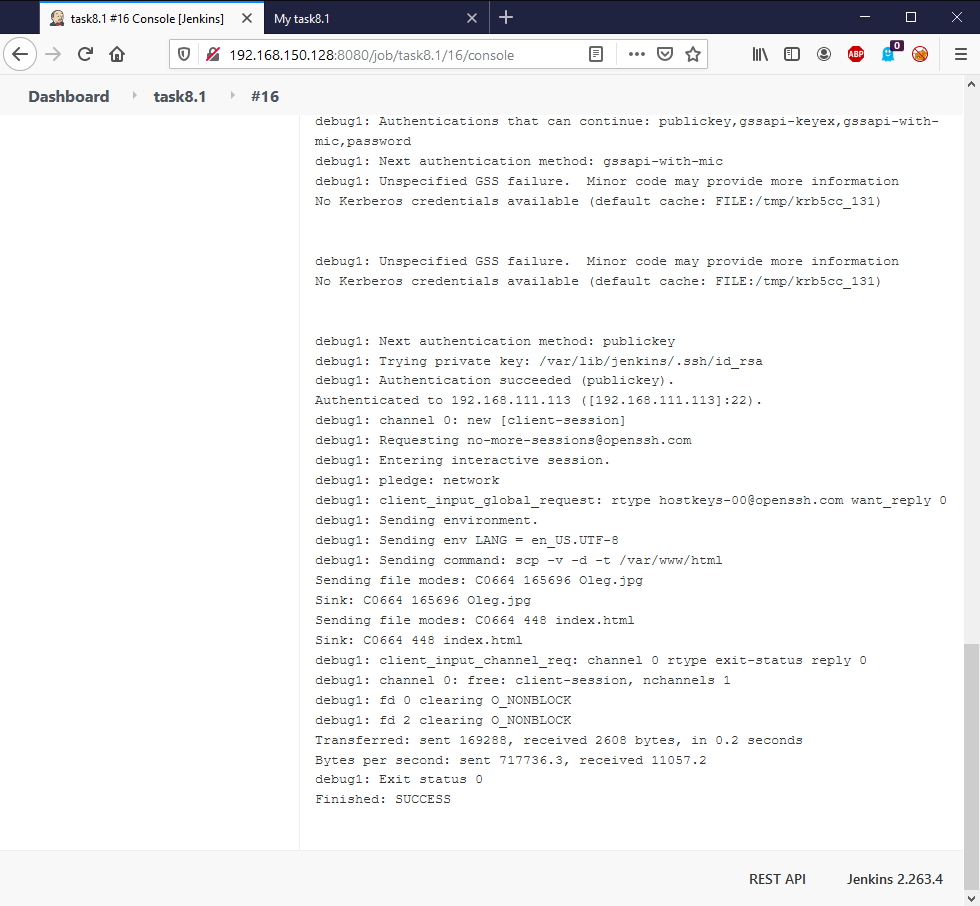 task8.1 #16 Console [Jenkins]
My task8.1
192.168.150.128:8080/job/task8.1/16/console
ABP
0
Dashboard
task8.1
#16
debug1: Authentications that can continue: publickey,gssapi-keyex,gssapi-with-
mic,password
debug1: Next authentication method: gssapi-with-mic
debug1: Unspecified GSS failure.  Minor code may provide more information
No Kerberos credentials available (default cache: FILE:/tmp/krb5cc_131)
debug1: Unspecified GSS failure.  Minor code may provide more information
No Kerberos credentials available (default cache: FILE:/tmp/krb5cc_131)
debug1: Next authentication method: publickey
debug1: Trying private key: /var/lib/jenkins/.ssh/id_rsa
debug1: Authentication succeeded (publickey).
Authenticated to 192.168.111.113 ([192.168.111.113]:22).
debug1: channel 0: new [client-session]
debug1: Requesting no-more-sessions@openssh.com
debug1: Entering interactive session.
debug1: pledge: network
debug1: client_input_global_request: rtype hostkeys-00@openssh.com want_reply 0
debug1: Sending environment.
debug1: Sending env LANG = en_US.UTF-8
debug1: Sending command: scp -v -d -t /var/www/html
Sending file modes: C0664 165696 Oleg.jpg
Sink: C0664 165696 Oleg.jpg
Sending file modes: C0664 448 index.html
Sink: C0664 448 index.html
debug1: client_input_channel_req: channel 0 rtype exit-status reply 0
debug1: channel 0: free: client-session, nchannels 1
debug1: fd 0 clearing O_NONBLOCK
debug1: fd 2 clearing O_NONBLOCK
Transferred: sent 169288, received 2608 bytes, in 0.2 seconds
Bytes per second: sent 717736.3, received 11057.2
debug1: Exit status 0
Finished: SUCCESS
REST API
Jenkins 2.263.4